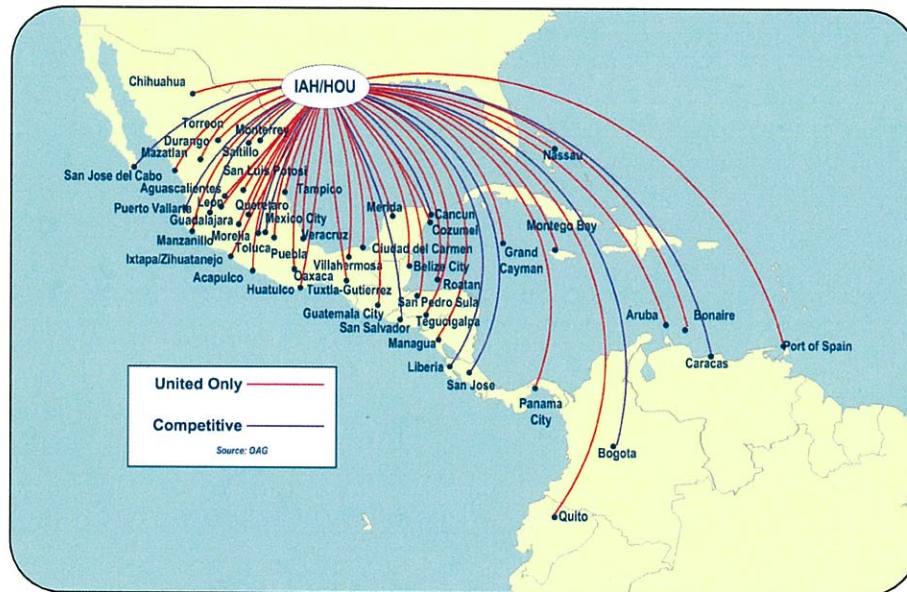 IAH/HOU
Chihuahua
Torreon
Monterrey
Durango
Saltillo
Mazatlan
Nassau
San Jose del Cabo
San Luis Potosi
Aguascalientes
Tampico
Leon
Queretaro
Puerto Vallarta
Merida
Cancun
Guadalajara
Mexico City
Cozumel
Montego Bay
Manzanillo
Morelia
Veracruz
Toluca
Ciudad del Carmen
Grand
Cayman
Puebla
Ixtapa/Zihuatanejo
Villahermosa
Belize City
Acapulco
Oaxaca
Roatan
Huatulco
Tuxtla-Gutierrez
San Pedro Sula
Guatemala City
Aruba
Bonaire
San Salvador
Tegucigalpa
Managua
Port of Spain
Caracas
Liberia
San Jose
Panama
City
United Only
Competitive
Source: OAG
Bogota
Quito